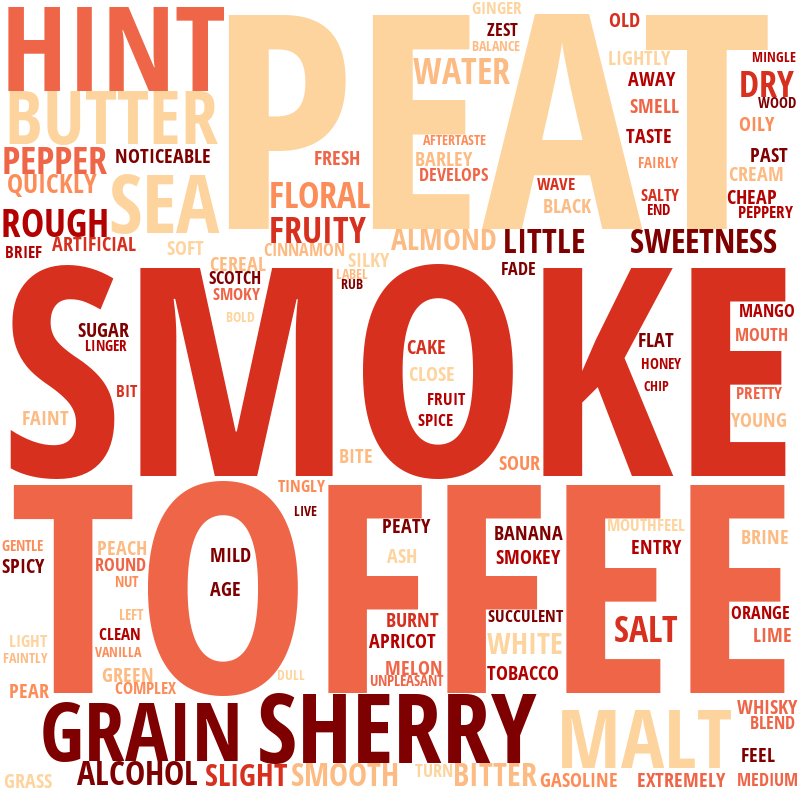 HINT
PEAT
GINGER
ZEST
BALANCE
OLD
LIGHTLY
MINGLE
WATER
AWAY
DRY
WOOD
BUTTER
SMELL
OILY
TASTE
AFTERTASTE
PEPPER
NOTICEABLE
FRESH
BARLEY
FAIRLY
PAST
QUICKLY
DEVELOPS
CREAM
SEA
FLORAL
WAVE
SALTY
CHEAP
BLACK
END
PEPPERY
ROUGH
FRUITY
ARTIFICIAL
SOFT
ALMOND
LITTLE
SWEETNESS
BRIEF
CINNAMON
CEREAL
SILKY
FADE
SCOTCH
LABEL
RUB
SMOKY
SMOKE
BOLD
MANGO
SUGAR
MOUTH
LINGER
CAKE
FLAT
CLOSE
HONEY
CHIP
BIT
FRUIT
PRETTY
FAINT
SPICE
YOUNG
BITE
SOUR
TOFFEE
TINGLY
LIVE
PEATY
BANANA
MOUTHFEEL
BRINE
GENTLE
PEACH
MILD
ASH
SMOKEY
ENTRY
SPICY
ROUND
NUT
AGE
LEFT
BURNT
SUCCULENT
SALT
ORANGE
CLEAN
LIGHT
APRICOT
WHITE
LIME
FAINTLY
VANILLA
GREEN
DULL
MELON
TOBACCO
PEAR
COMPLEX
UNPLEASANT
GRAIN
SHERRY
MALT
WHISKY
BLEND
FEEL
GRASS
ALCOHOL
SLIGHT
SMOOTH
TURN
BITTER
GASOLINE
EXTREMELY
MEDIUM